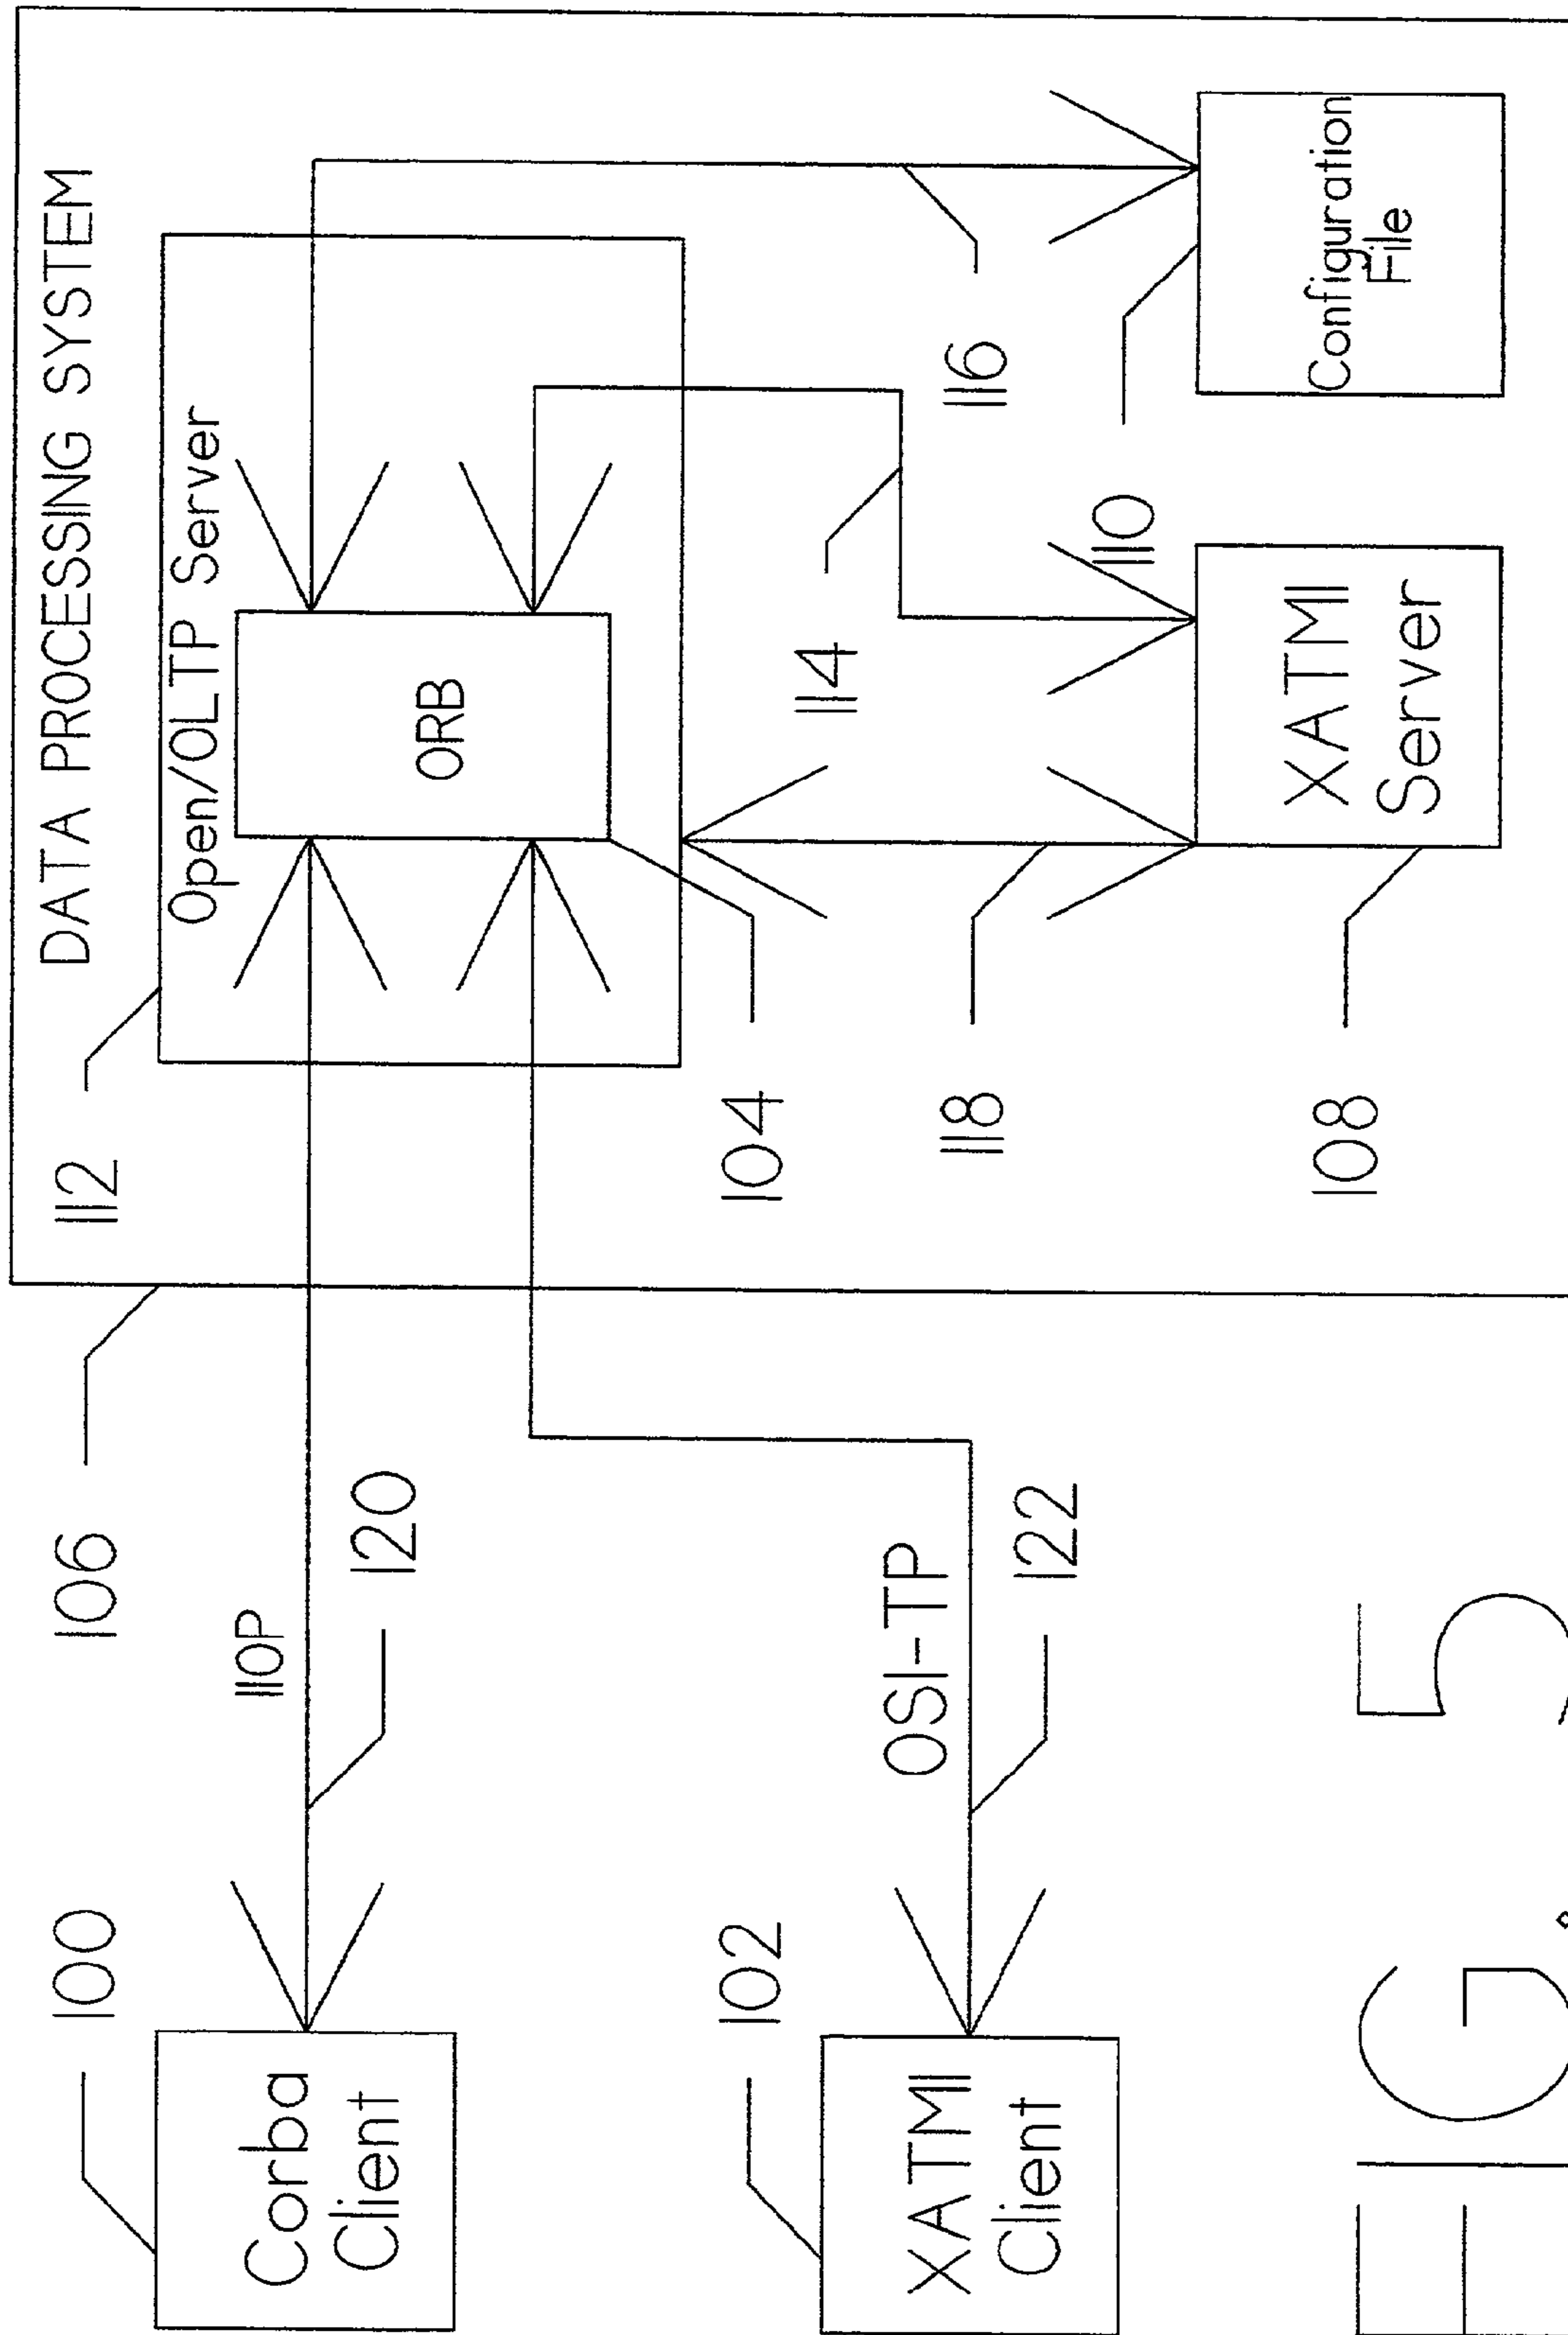 DATA PROCESSING SYSTEM
112
Open/OLTP Server
ORB
106
IIOP
120
100
Corba
Client
104
114
116
118
110
Configuration
File
XATMI
Server
108
OSI-TP
122
102
XATMI
Client
FIG. 5